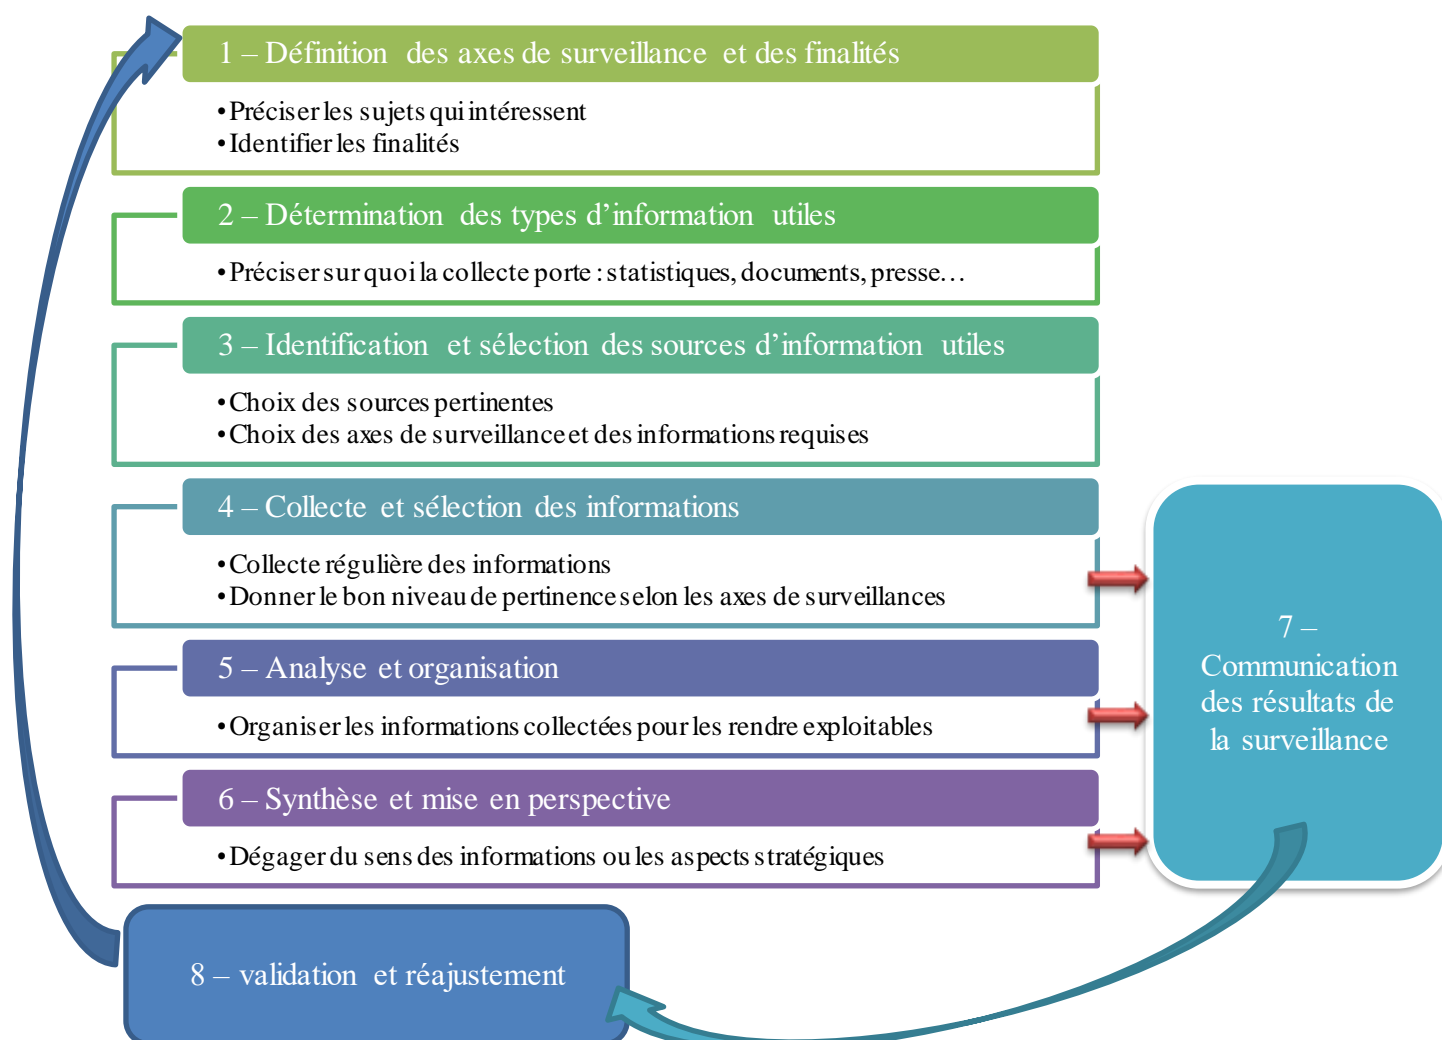 1 – Définition des axes de surveillance et des finalités
•Préciser les sujets qui intéressent
•Identifier les finalités
2 – Détermination des types d’information utiles
•Préciser sur quoi la collecte porte : statistiques, documents, presse…
3 – Identification et sélection des sources d’information utiles
•Choix des sources pertinentes
•Choix des axes de surveillance et des informations requises
4 – Collecte et sélection des informations
•Collecte régulière des informations
•Donner le bon niveau de pertinence selon les axes de surveillances
5 – Analyse et organisation
•Organiser les informations collectées pour les rendre exploitables
6 – Synthèse et mise en perspective
•Dégager du sens des informations ou les aspects stratégiques
7 –
Communication
des résultats de
la surveillance
8 – validation et réajustement